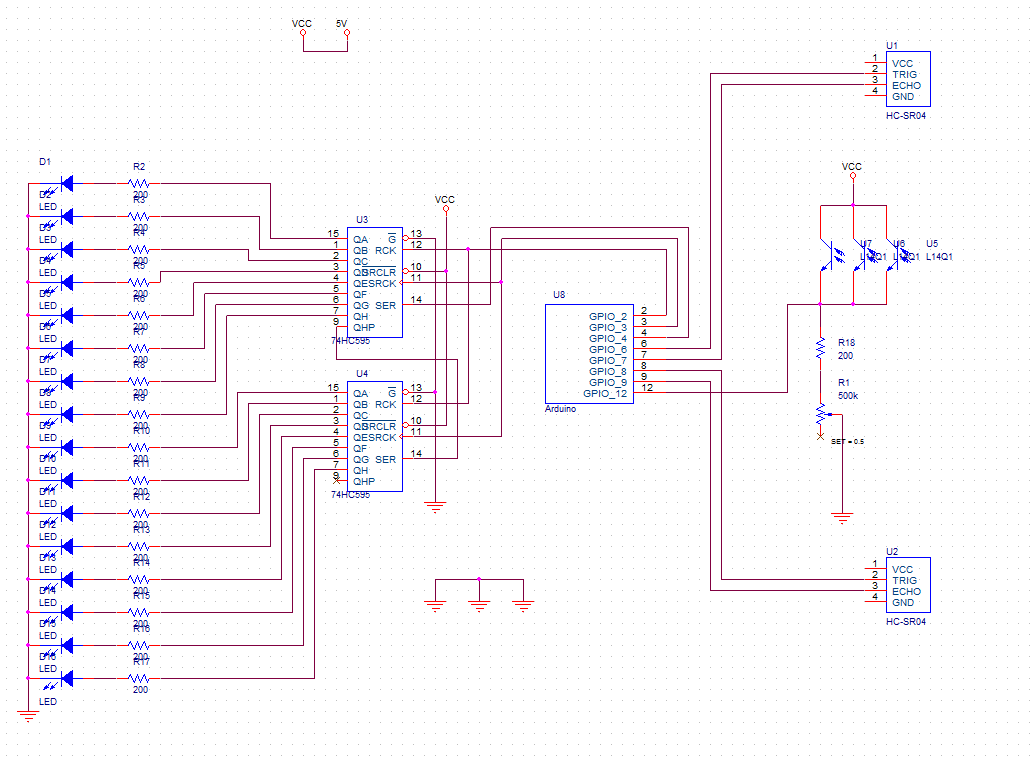 VCC 5V
U1
1 VCC
2 TRIG
3 ECHO
4 GND
HC-SR04
D1
R2
200
D2
R3
LED
200
D3
R4
LED
200
D4
R5
LED
200
D5
R6
LED
200
D6
R7
LED
200
D7
R8
LED
200
D8
R9
LED
200
D9
R10
LED
200
D10
R11
LED
200
D11
R12
LED
200
D12
R13
LED
200
D13
R14
LED
200
D14
R15
LED
200
D15
R16
LED
200
D16
R17
LED
200
LED
VCC
U3
15 QA G 13
1 QB RCK 12
2 QC
3 QD SRCLR 10
4 QE SRCK 11
5 QF
6 QG SER 14
7 QH
9 QHP
74HC595
U4
15 QA G 13
1 QB RCK 12
2 QC
3 QD SRCLR 10
4 QE SRCK 11
5 QF
6 QG SER 14
7 QH
9 QHP
74HC595
U8
GPIO_2 2
GPIO_3 3
GPIO_4 4
GPIO_6 6
GPIO_7 7
GPIO_8 8
GPIO_9 9
GPIO_12 12
Arduino
VCC
U7 U6 U5
L14Q1 L14Q1 L14Q1
R18
200
R1
500k
SET = 0.5
U2
1 VCC
2 TRIG
3 ECHO
4 GND
HC-SR04